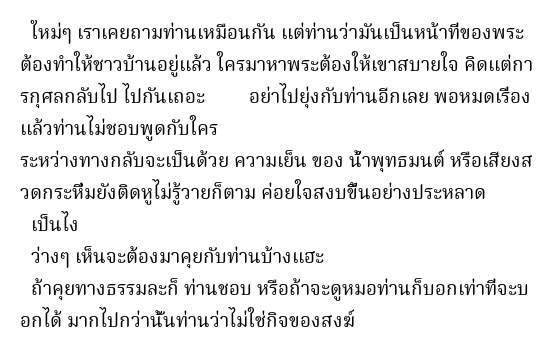 ใหม่ๆ เราเคยถามท่านเหมือนกัน แต่ท่านว่ามันเป็นหน้าที่ของพระ
ต้องทำให้ชาวบ้านอยู่แล้ว ใครมาหาพระต้องให้เขาสบายใจ คิดแต่กา
รกุศลกลับไป ไปกันเถอะ อย่าไปยุ่งกับท่านอีกเลย พอหมดเรื่อง
แล้วท่านไม่ชอบพูดกับใคร
ระหว่างทางกลับจะเป็นด้วย ความเย็น ของ น้ำพุทธมนต์ หรือเสียงส
วดกระหึ่มยังติดหูไม่รู้วายก็ตาม ค่อยใจสงบขึ้นอย่างประหลาด
เป็นไง
ว่างๆ เห็นจะต้องมาคุยกับท่านบ้างแฮะ
ถ้าคุยทางธรรมละก็ ท่านชอบ หรือถ้าจะดูหมอท่านก็บอกเท่าที่จะบ
อกได้ มากไปกว่านั้นท่านว่าไม่ใช่กิจของสงฆ์